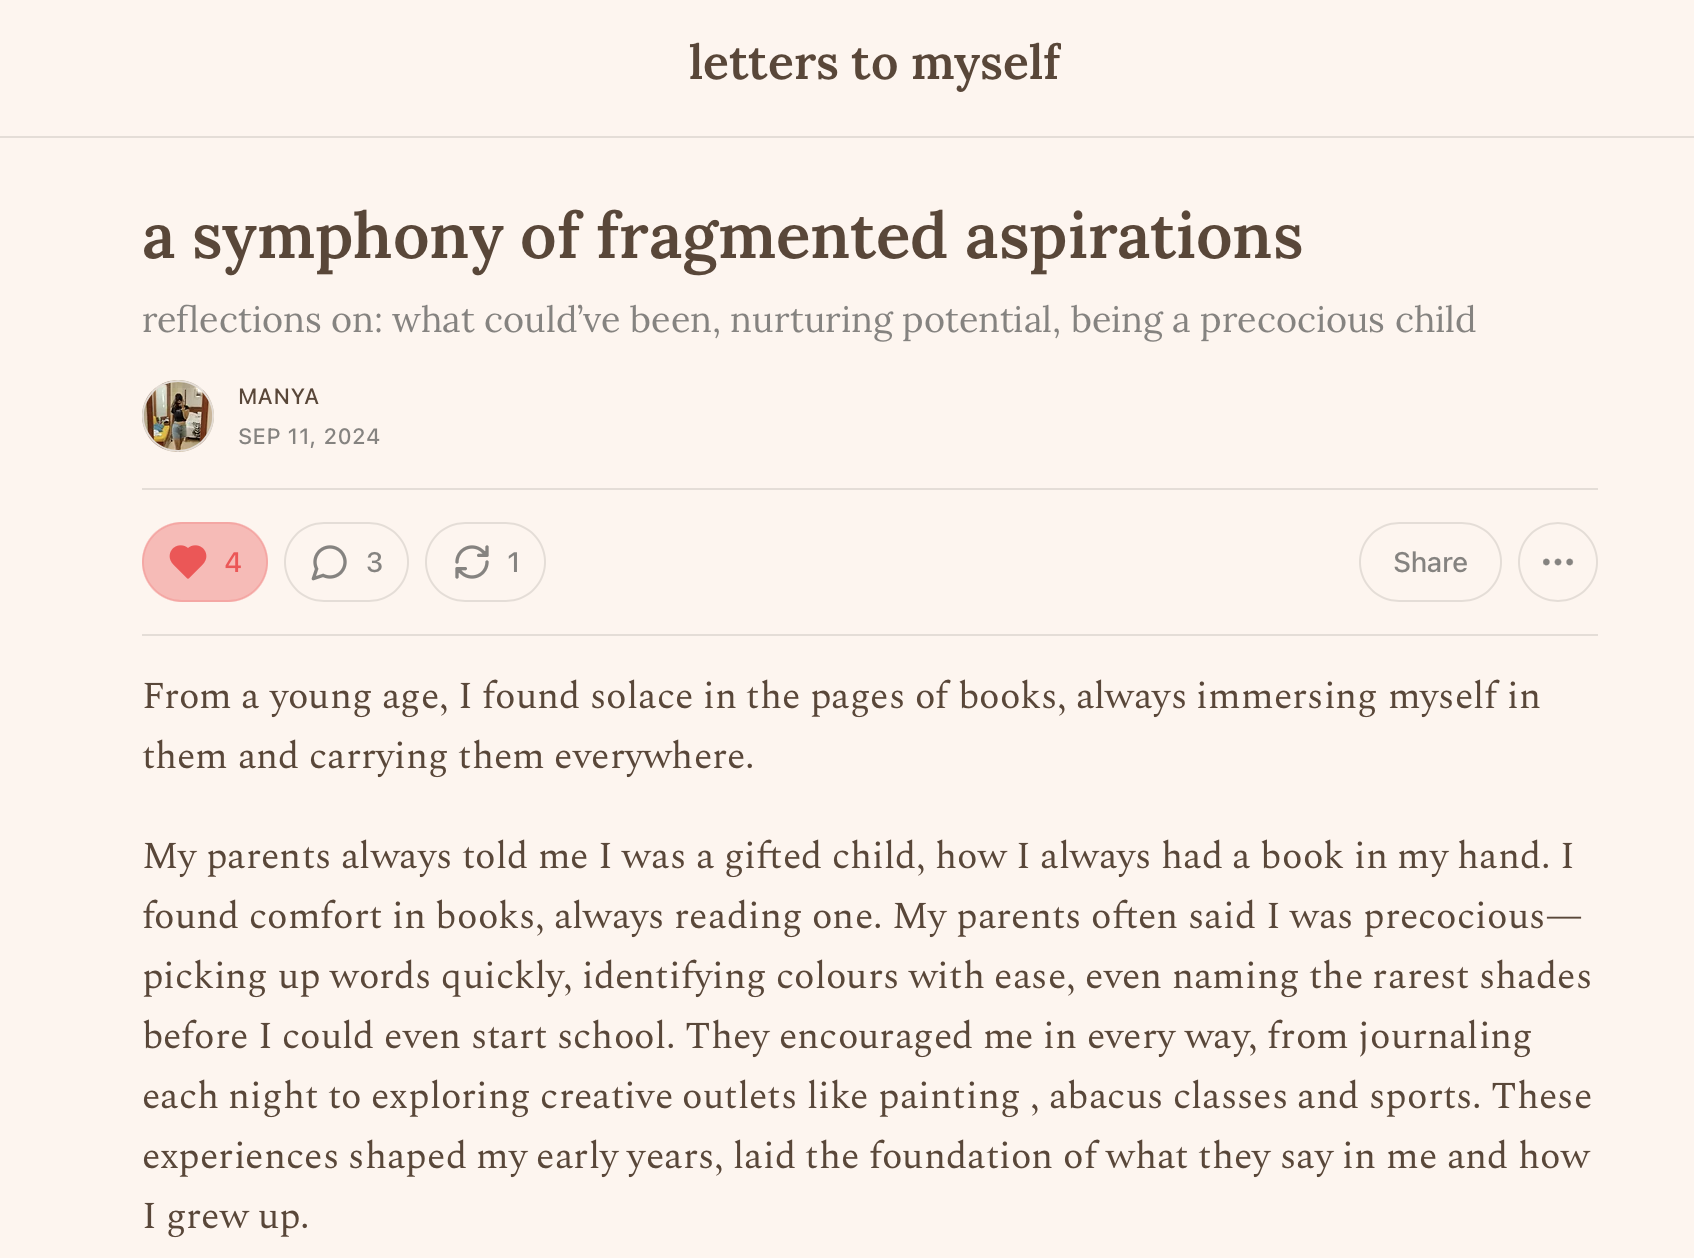 letters to myself
a symphony of fragmented aspirations
reflections on: what could’ve been, nurturing potential, being a precocious child
MANYA
SEP 11, 2024
4 3 1 Share
From a young age, I found solace in the pages of books, always immersing myself in
them and carrying them everywhere.
My parents always told me I was a gifted child, how I always had a book in my hand. I
found comfort in books, always reading one. My parents often said I was precocious—
picking up words quickly, identifying colours with ease, even naming the rarest shades
before I could even start school. They encouraged me in every way, from journaling
each night to exploring creative outlets like painting , abacus classes and sports. These
experiences shaped my early years, laid the foundation of what they say in me and how
I grew up.